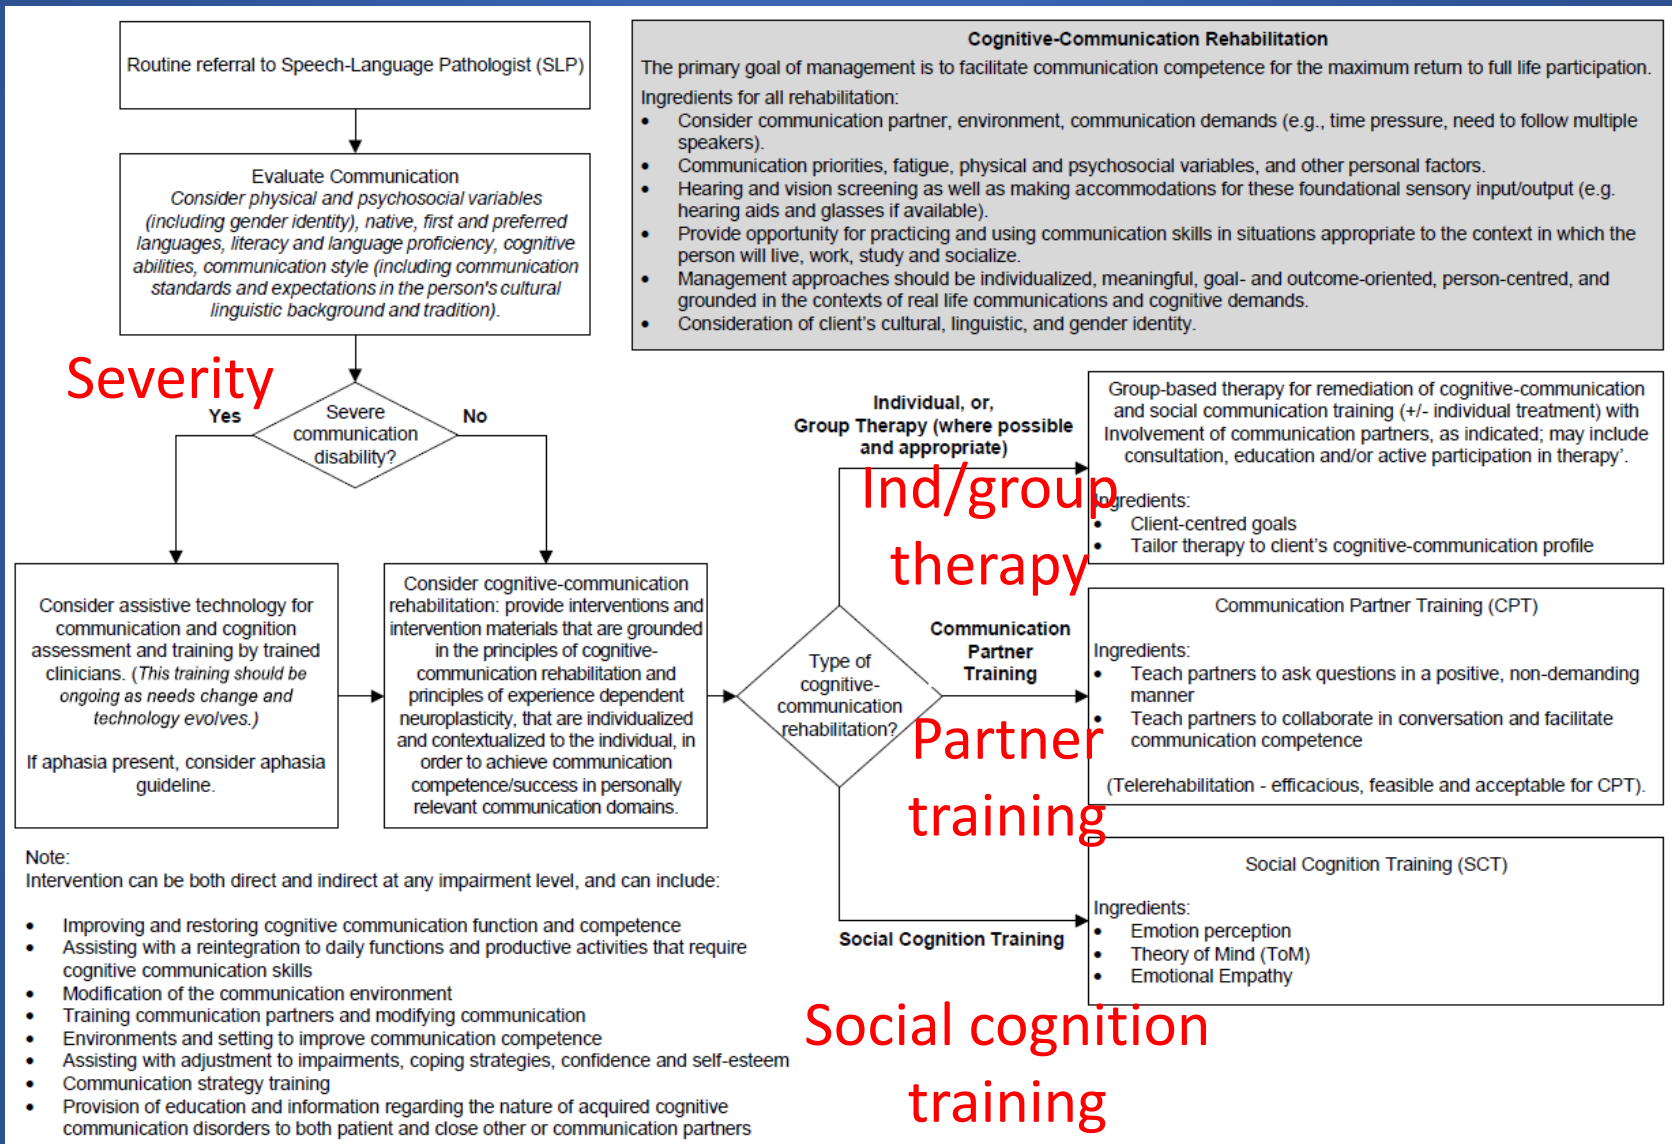 Routine referral to Speech-Language Pathologist (SLP)
Evaluate Communication
Consider physical and psychosocial variables
(including gender identity), native, first and preferred
languages, literacy and language proficiency, cognitive
abilities, communication style (including communication
standards and expectations in the person's cultural
linguistic background and tradition).
Cognitive-Communication Rehabilitation
The primary goal of management is to facilitate communication competence for the maximum return to full life participation.
Ingredients for all rehabilitation:
• Consider communication partner, environment, communication demands (e.g., time pressure, need to follow multiple
speakers).
• Communication priorities, fatigue, physical and psychosocial variables, and other personal factors.
• Hearing and vision screening as well as making accommodations for these foundational sensory input/output (e.g.
hearing aids and glasses if available).
• Provide opportunity for practicing and using communication skills in situations appropriate to the context in which the
person will live, work, study and socialize.
• Management approaches should be individualized, meaningful, goal- and outcome-oriented, person-centred, and
grounded in the contexts of real life communications and cognitive demands.
• Consideration of client's cultural, linguistic, and gender identity.
Severity
Yes
Severe
communication
disability?
No
Consider assistive technology for
communication and cognition
assessment and training by trained
clinicians. (This training should be
ongoing as needs change and
technology evolves.)
If aphasia present, consider aphasia
guideline.
Consider cognitive-communication
rehabilitation: provide interventions and
intervention materials that are grounded
in the principles of cognitive-
communication rehabilitation and
principles of experience dependent
neuroplasticity, that are individualized
and contextualized to the individual, in
order to achieve communication
competence/success in personally
relevant communication domains.
Type of
cognitive-
communication
rehabilitation?
Individual, or,
Group Therapy (where possible
and appropriate)
Ind/group
therapy
Group-based therapy for remediation of cognitive-communication
and social communication training (+/- individual treatment) with
Involvement of communication partners, as indicated; may include
consultation, education and/or active participation in therapy'.
Ingredients:
• Client-centred goals
• Tailor therapy to client's cognitive-communication profile
Communication
Partner
Training
Partner
training
Communication Partner Training (CPT)
Ingredients:
• Teach partners to ask questions in a positive, non-demanding
manner
• Teach partners to collaborate in conversation and facilitate
communication competence
(Telerehabilitation - efficacious, feasible and acceptable for CPT).
Social Cognition Training
Social Cognition Training (SCT)
Ingredients:
• Emotion perception
• Theory of Mind (ToM)
• Emotional Empathy
Social cognition
training
Note:
Intervention can be both direct and indirect at any impairment level, and can include:
• Improving and restoring cognitive communication function and competence
• Assisting with a reintegration to daily functions and productive activities that require
cognitive communication skills
• Modification of the communication environment
• Training communication partners and modifying communication
• Environments and setting to improve communication competence
• Assisting with adjustment to impairments, coping strategies, confidence and self-esteem
• Communication strategy training
• Provision of education and information regarding the nature of acquired cognitive
communication disorders to both patient and close other or communication partners